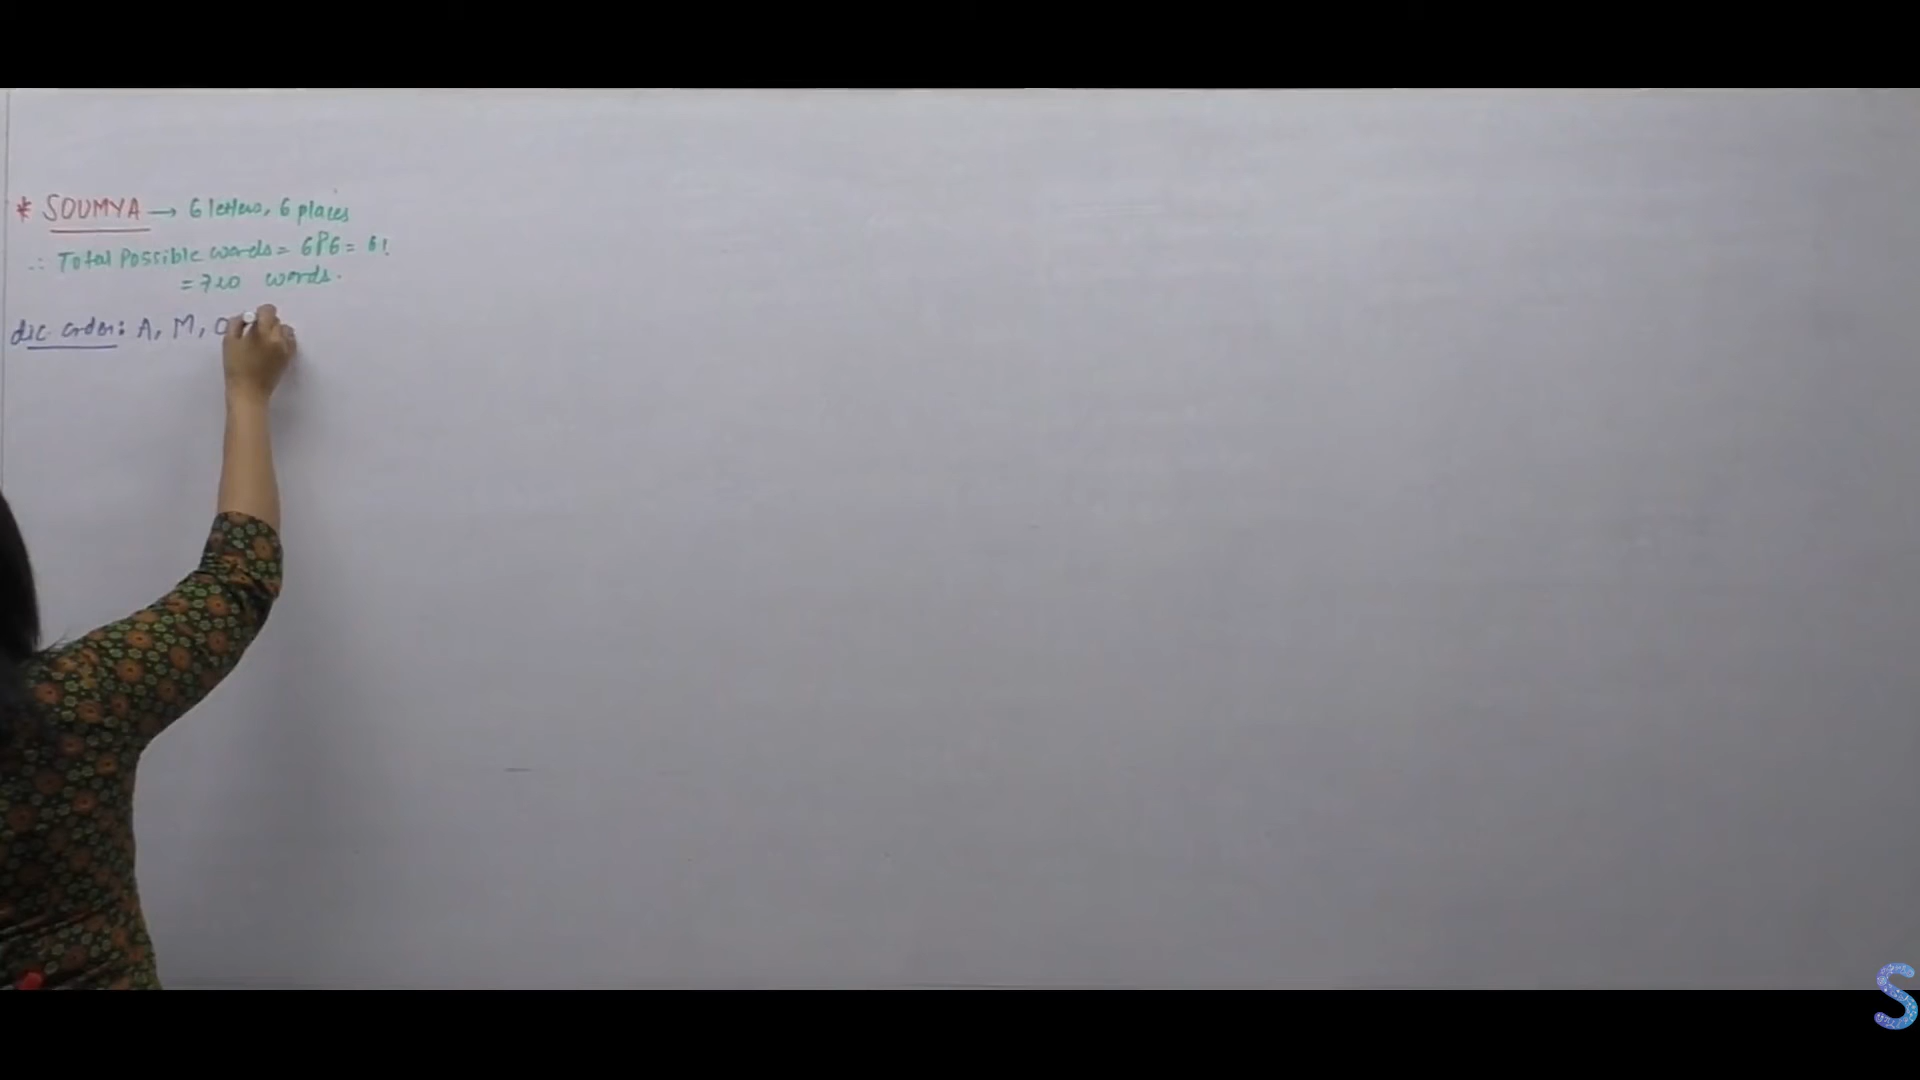 * SOUMYA → 6 letters, 6 places
∴ Total Possible words = 6P6 = 6!
= 720 words.
dic order: A, M, O
S